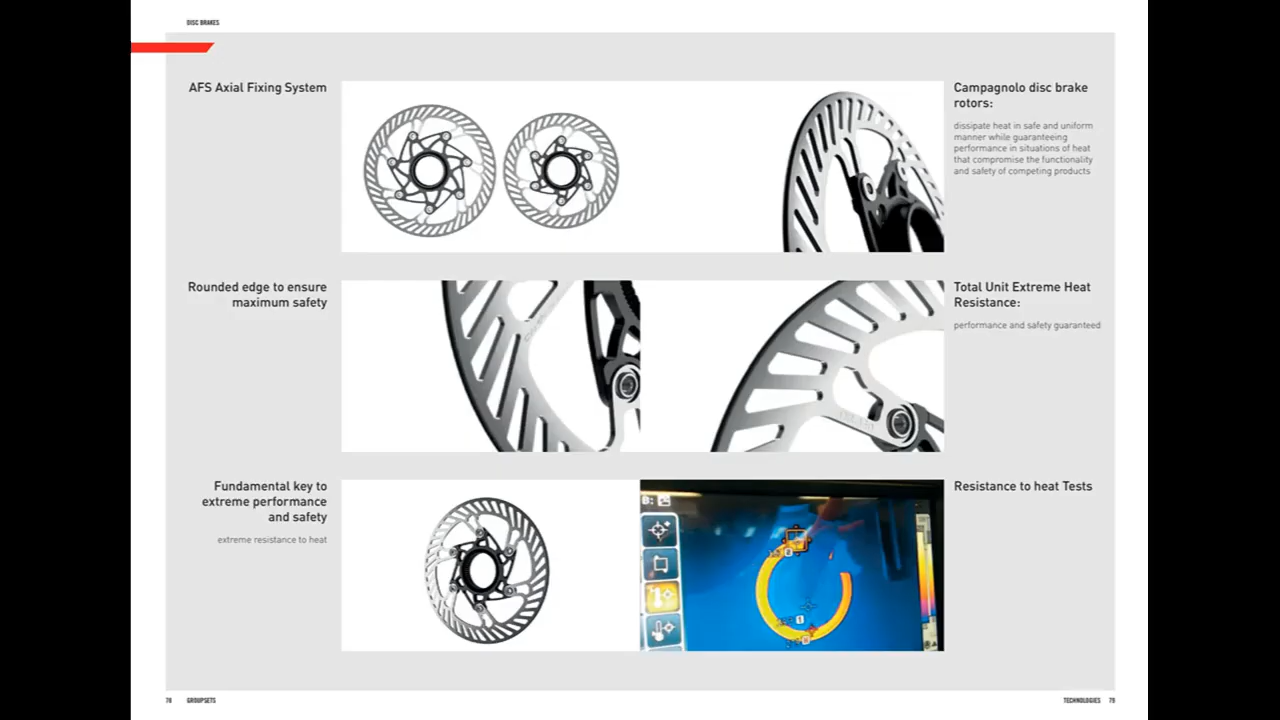 DISC BRAKES
AFS Axial Fixing System
Campagnolo disc brake
rotors:
dissipate heat in safe and uniform
manner while guaranteeing
performance in situations of heat
that compromise the functionality
and safety of competing products
Rounded edge to ensure
maximum safety
Total Unit Extreme Heat
Resistance:
performance and safety guaranteed
Fundamental key to
extreme performance
and safety
extreme resistance to heat
Resistance to heat Tests
78 GROUPSETS
TECHNOLOGIES 79